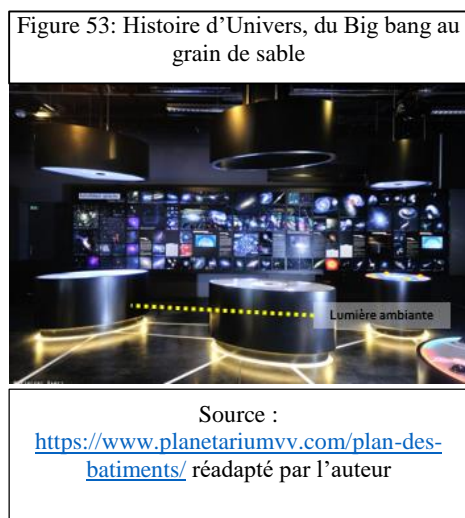 Figure 53: Histoire d’Univers, du Big bang au
grain de sable
Lumière ambiante
Source :
https://www.planetariumvv.com/plan-des-
batiments/ réadapté par l’auteur